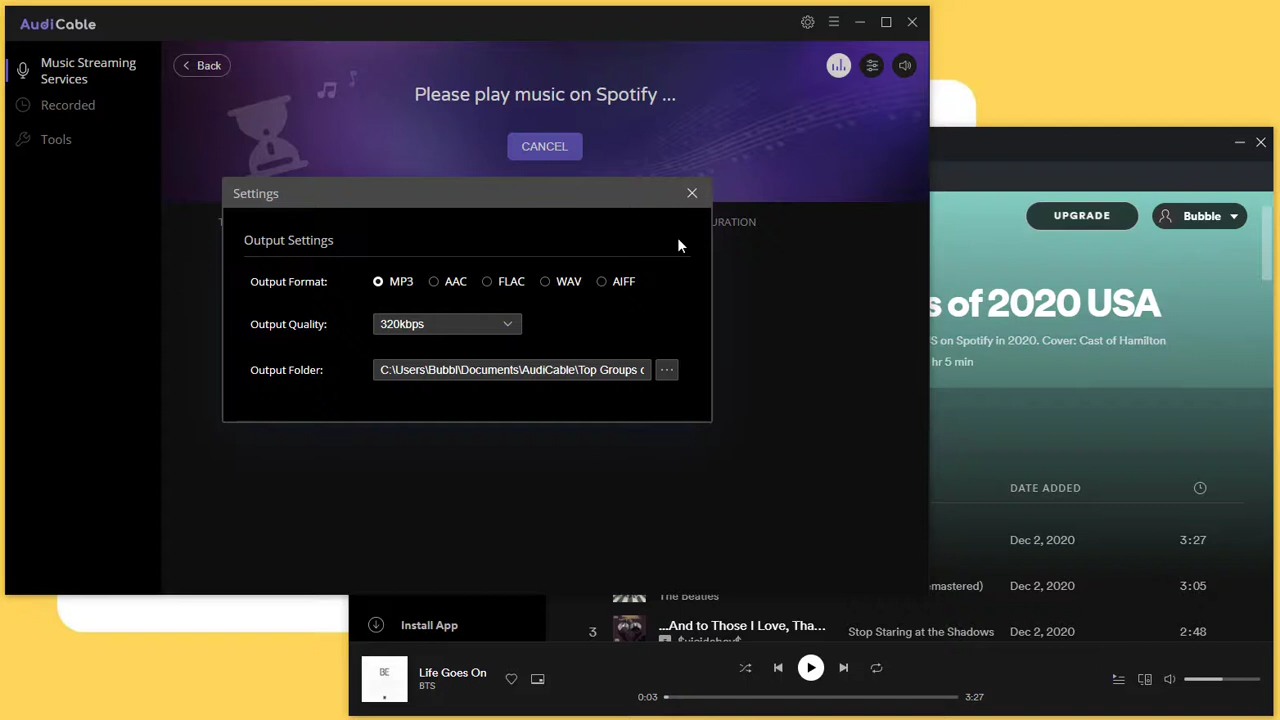 AudiCable
Music Streaming
Services
Recorded
Tools
Back
Please play music on Spotify ...
CANCEL
Settings
Output Settings
Output Format:
MP3
AAC
FLAC
WAV
AIFF
Output Quality:
320kbps
Output Folder:
C:\Users\Bubbl\Documents\AudiCable\Top Groups
...
UPGRADE
Bubble
s of 2020 USA
S on Spotify in 2020. Cover: Cast of Hamilton
hr 5 min
DATE ADDED
Dec 2, 2020
3:27
emastered)
Dec 2, 2020
3:05
The Beatles
3
...And to Those I Love, Tha...
$uicideboy$
Stop Staring at the Shadows
Dec 2, 2020
2:48
Install App
BE
Life Goes On
BTS
0:03
3:27